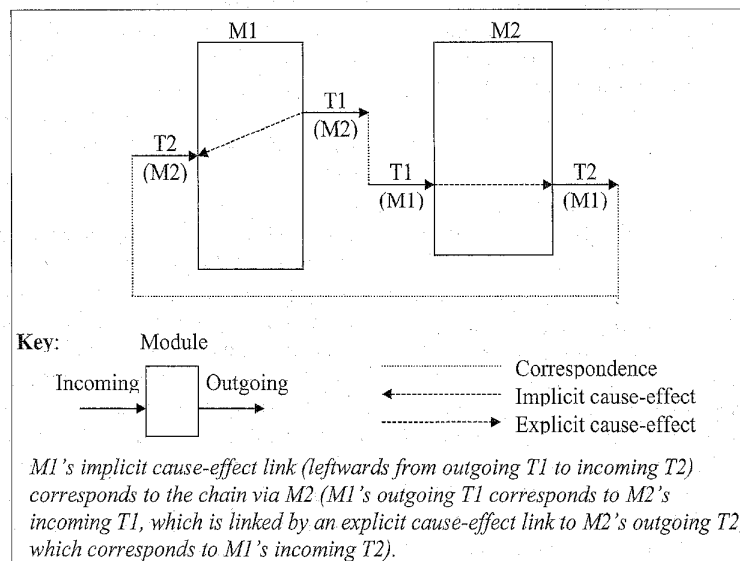 M1 M2
T1
(M2)
T2
(M2)
T1
(M1)
T2
(M1)
Key: Module
Incoming Outgoing
Correspondence
Implicit cause-effect
Explicit cause-effect
M1's implicit cause-effect link (leftwards from outgoing T1 to incoming T2)
corresponds to the chain via M2 (M1's outgoing T1 corresponds to M2's
incoming T1, which is linked by an explicit cause-effect link to M2's outgoing T2,
which corresponds to M1's incoming T2).